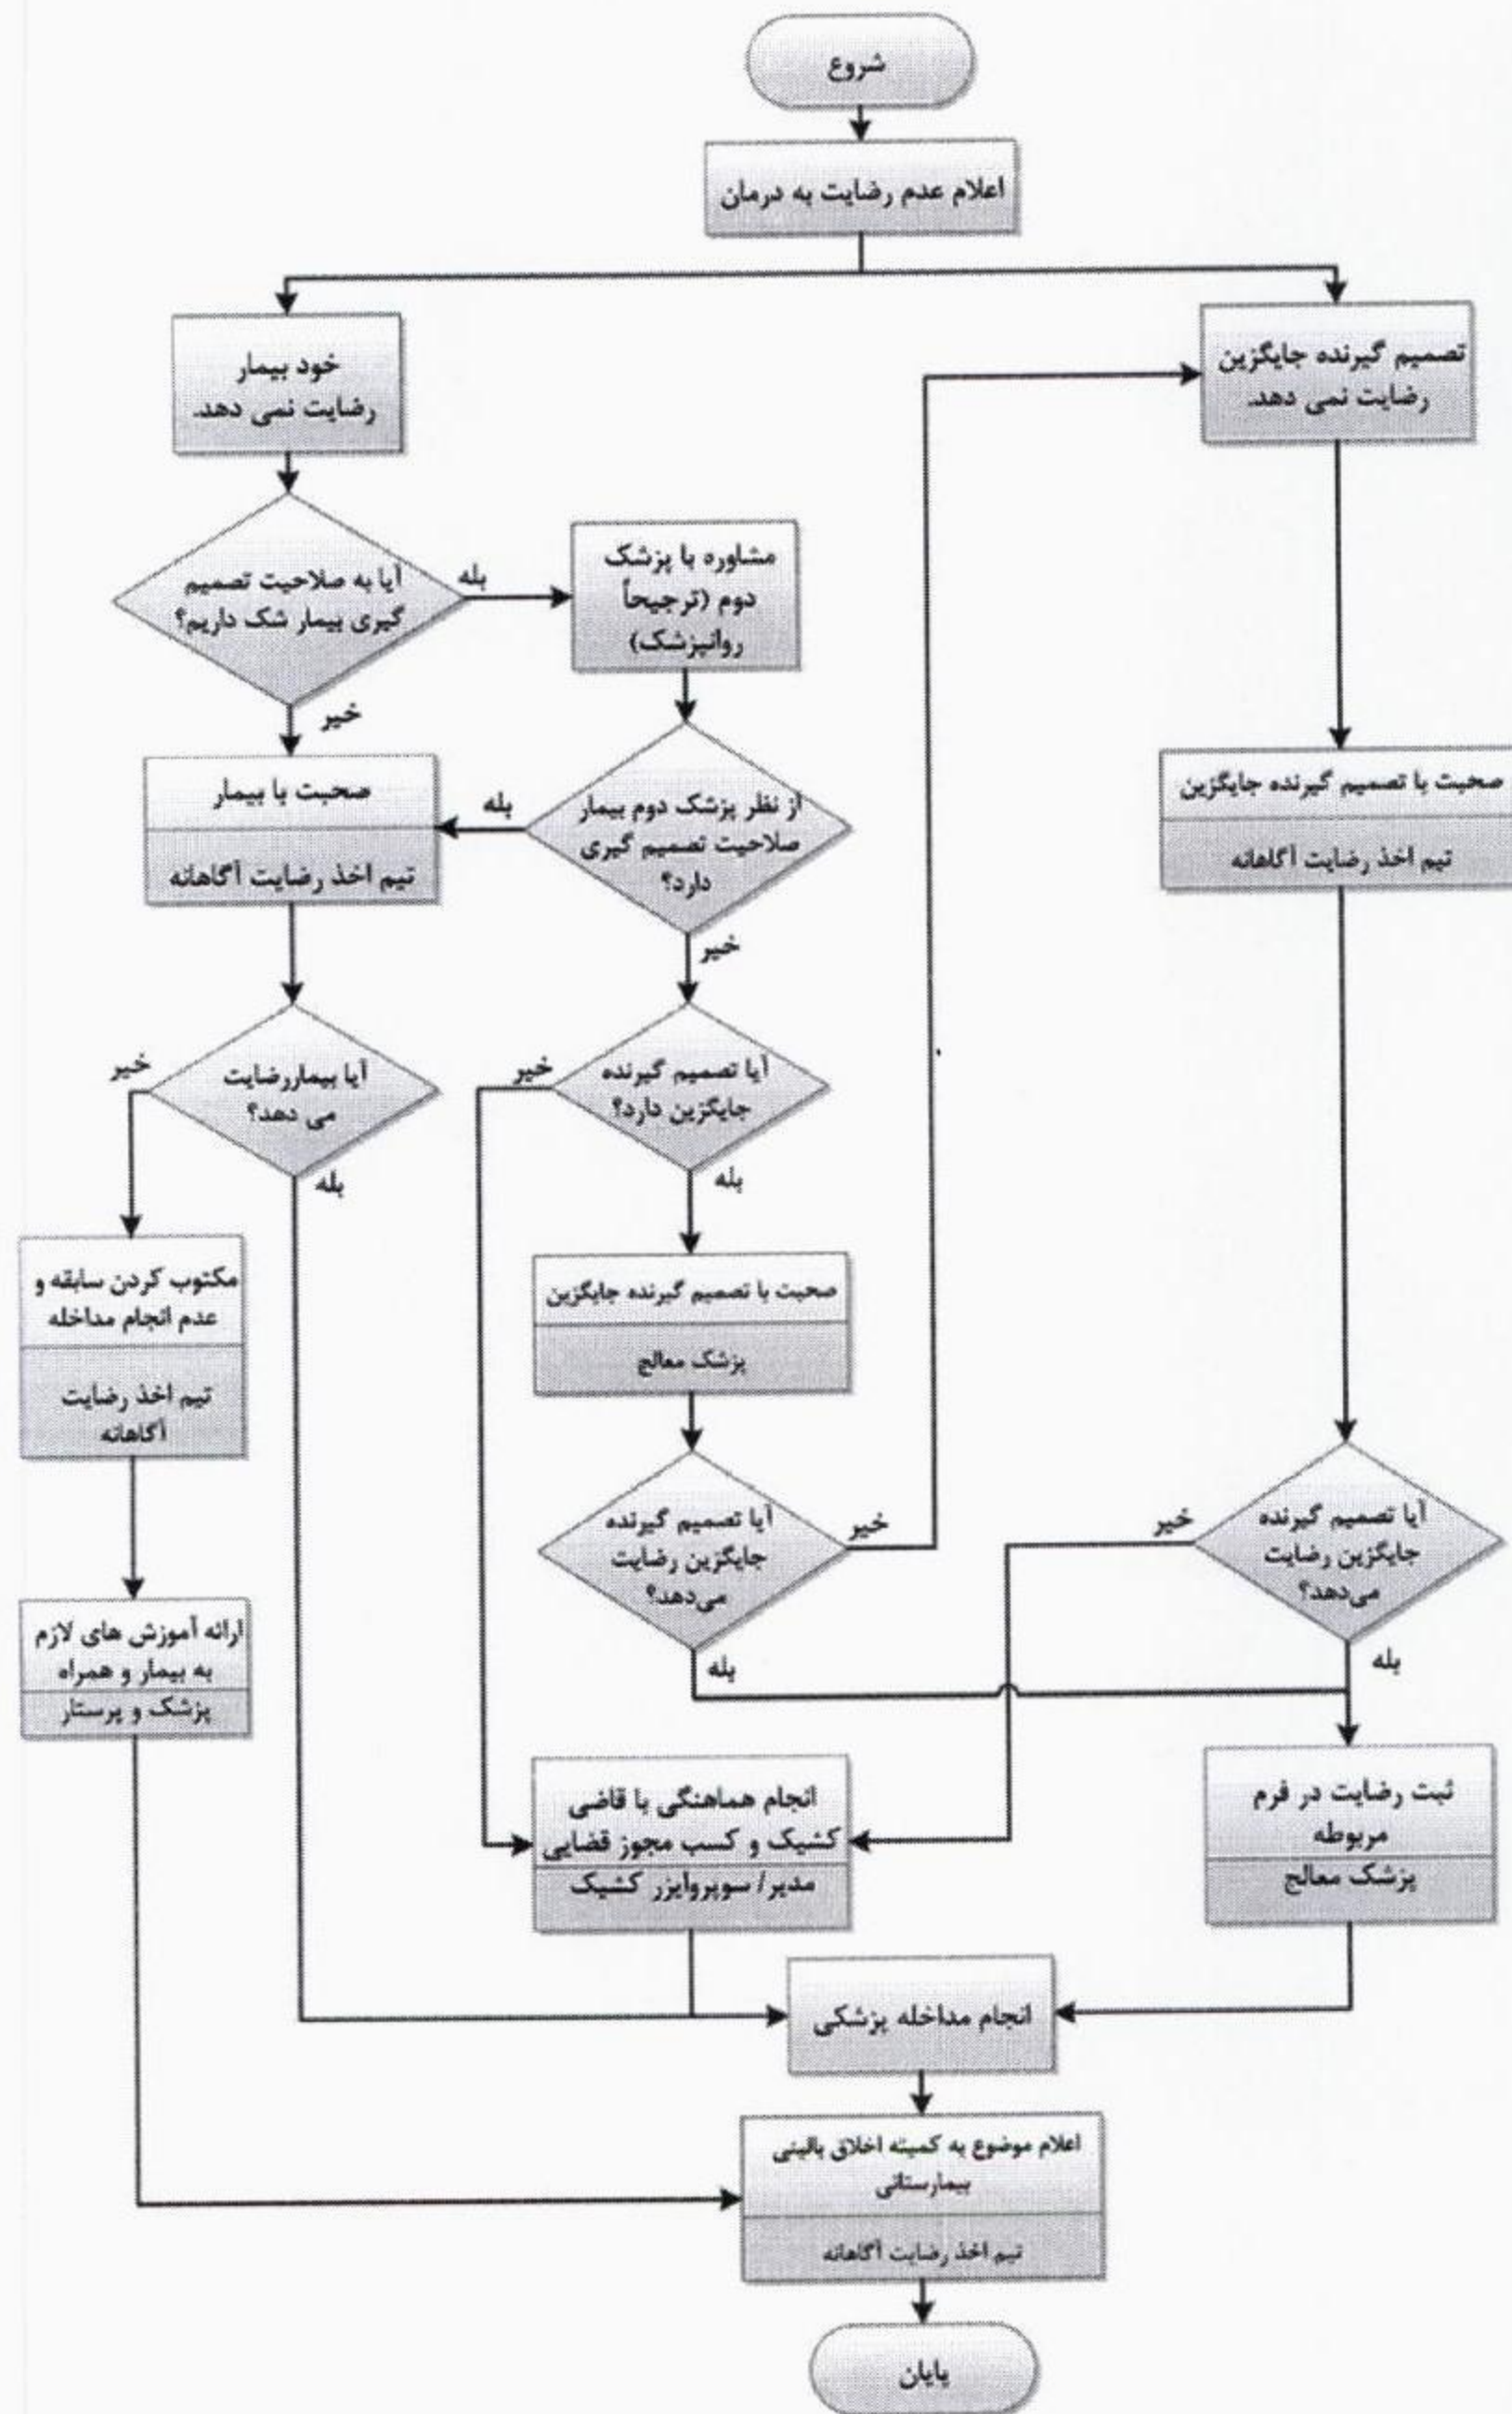 شروع
اعلام عدم رضایت به درمان
خود بیمار
رضایت نمی دهد.
تصمیم گیرنده جایگزین
رضایت نمی دهد.
آیا به صلاحیت تصمیم
گیری بیمار شک داریم؟
بله
خیر
مشاوره با پزشک
دوم (ترجیحاً
روانپزشک)
صحبت با بیمار
تیم اخذ رضایت آگاهانه
بله
از نظر پزشک دوم بیمار
صلاحیت تصمیم گیری
دارد؟
خیر
صحبت با تصمیم گیرنده جایگزین
تیم اخذ رضایت آگاهانه
خیر
آیا بیماررضایت
می دهد؟
بله
خیر
آیا تصمیم گیرنده
جایگزین دارد؟
بله
مکتوب کردن سابقه و
عدم انجام مداخله
تیم اخذ رضایت
آگاهانه
صحبت با تصمیم گیرنده جایگزین
پزشک معالج
آیا تصمیم گیرنده
جایگزین رضایت
می‌دهد؟
خیر
بله
خیر
آیا تصمیم گیرنده
جایگزین رضایت
می‌دهد؟
بله
ارائه آموزش های لازم
به بیمار و همراه
پزشک و پرستار
انجام هماهنگی با قاضی
کشیک و کسب مجوز قضایی
مدیر/ سوپروایزر کشیک
ثبت رضایت در فرم
مربوطه
پزشک معالج
انجام مداخله پزشکی
اعلام موضوع به کمیته اخلاق بالینی
بیمارستانی
تیم اخذ رضایت آگاهانه
پایان